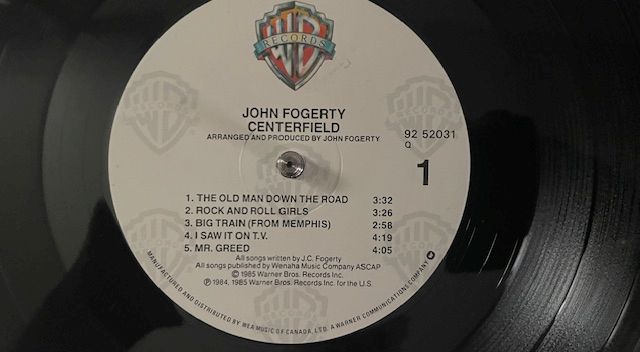 RECORDS
JOHN FOGERTY
CENTERFIELD
ARRANGED AND PRODUCED BY JOHN FOGERTY
92 52031
Q
1
1. THE OLD MAN DOWN THE ROAD 3:32
2. ROCK AND ROLL GIRLS 3:26
3. BIG TRAIN (FROM MEMPHIS) 2:58
4. I SAW IT ON T.V. 4:19
5. MR. GREED 4:05
All songs written by J.C. Fogerty
All songs published by Wenaha Music Company ASCAP
© 1985 Warner Bros. Records Inc.
℗ 1984, 1985 Warner Bros. Records Inc. for the U.S.
MANUFACTURED AND DISTRIBUTED BY WEA MUSIC OF CANADA, LTD. A WARNER COMMUNICATIONS COMPANY